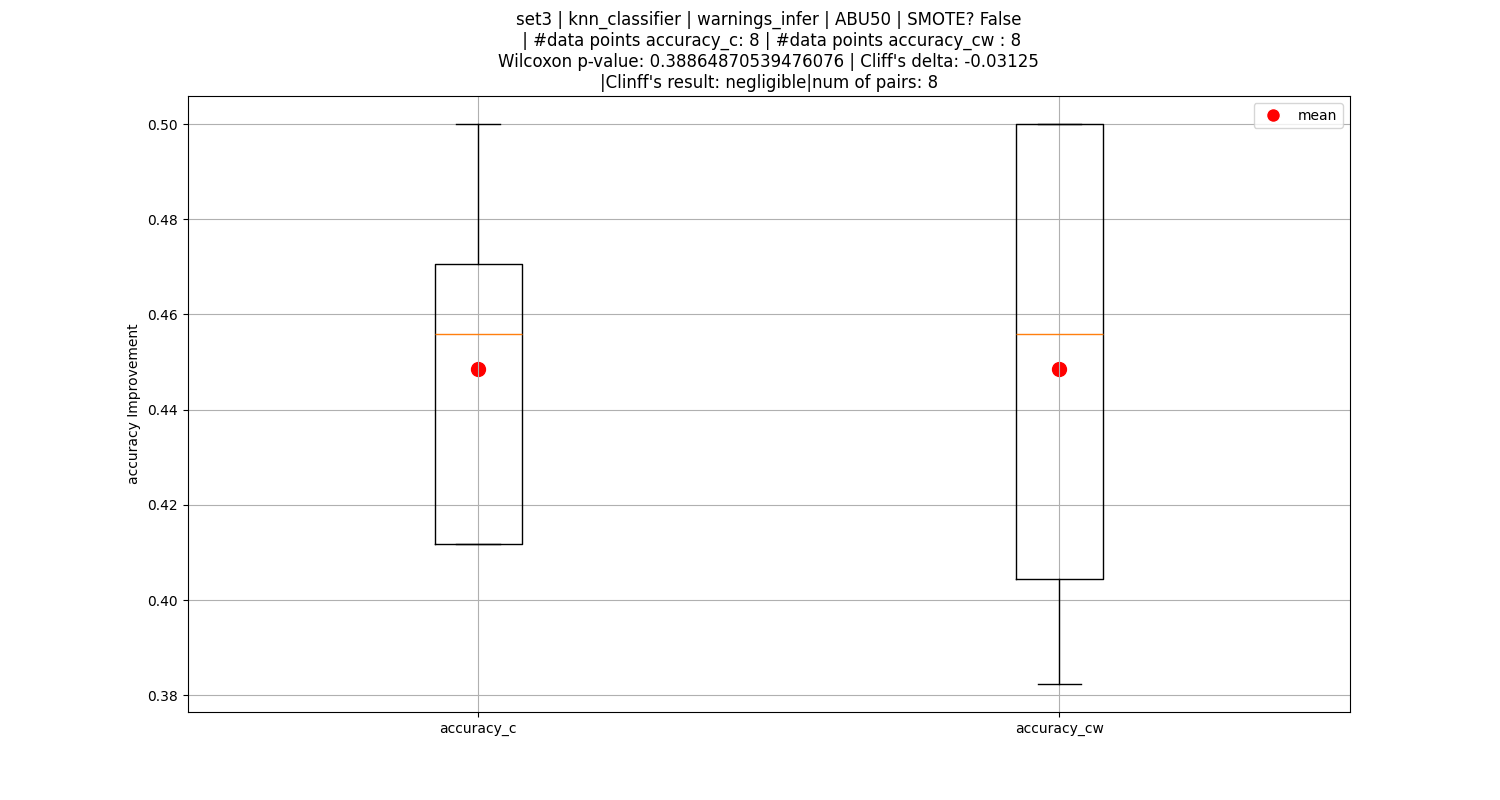 set3 | knn_classifier | warnings_infer | ABU50 | SMOTE? False
| #data points accuracy_c: 8 | #data points accuracy_cw : 8
Wilcoxon p-value: 0.38864870539476076 | Cliff's delta: -0.03125
|Clinff's result: negligible|num of pairs: 8
mean
accuracy Improvement
0.50
0.48
0.46
0.44
0.42
0.40
0.38
accuracy_c
accuracy_cw